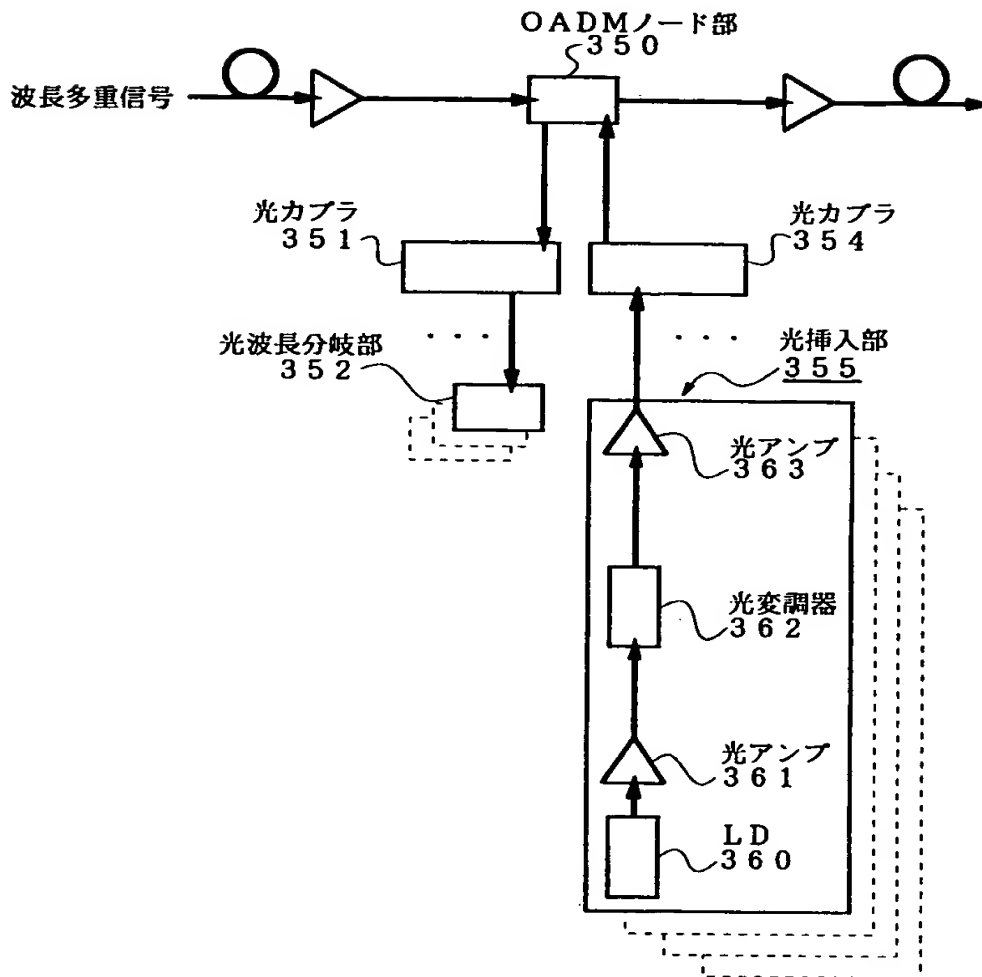 OADMノード部
350
波長多重信号
光カプラ
351
光カプラ
354
光波長分岐部
352
光挿入部
355
光アンプ
363
光変調器
362
光アンプ
361
LD
360